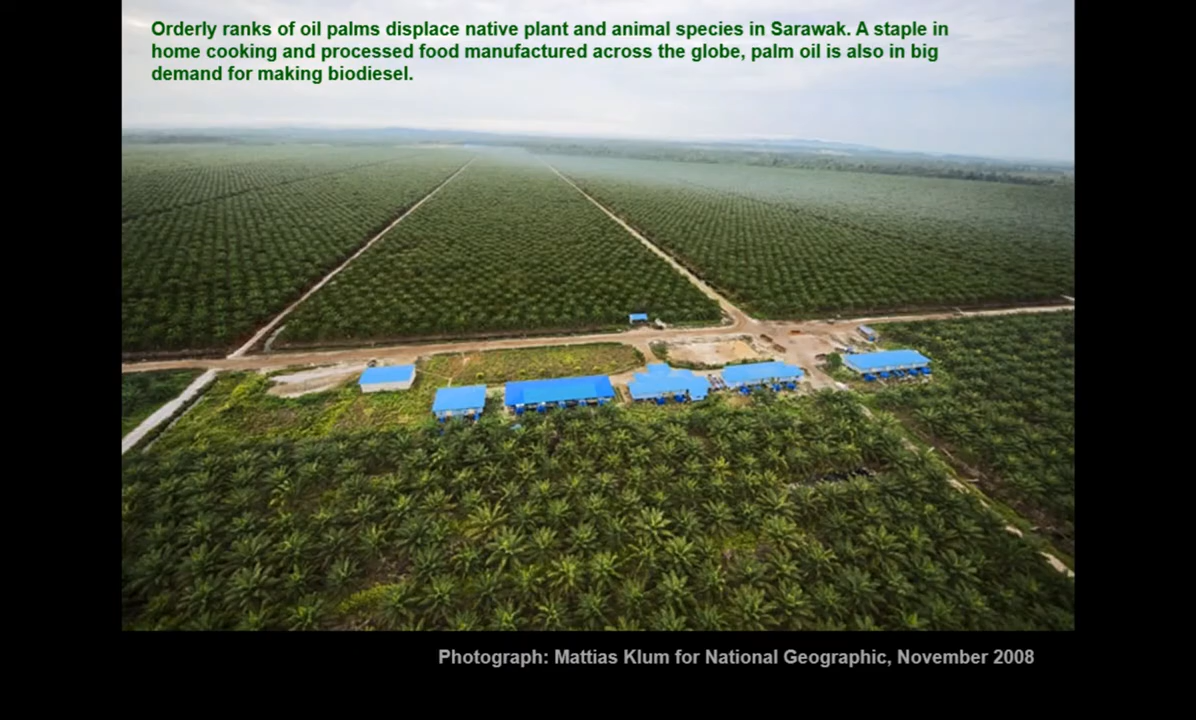 Orderly ranks of oil palms displace native plant and animal species in Sarawak. A staple in
home cooking and processed food manufactured across the globe, palm oil is also in big
demand for making biodiesel.
Photograph: Mattias Klum for National Geographic, November 2008